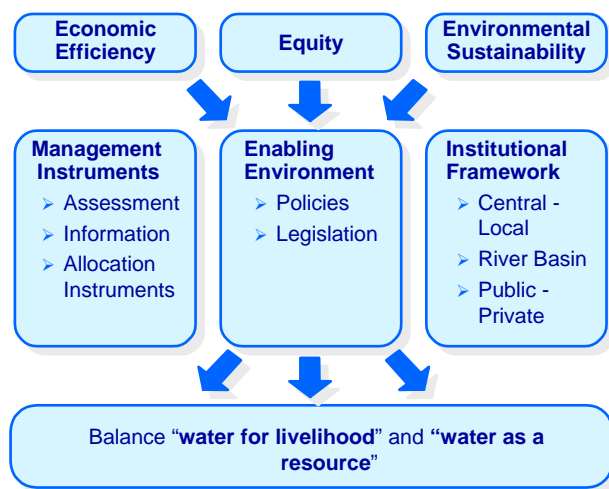 Economic
Efficiency
Equity
Environmental
Sustainability
Management
Instruments
➢ Assessment
➢ Information
➢ Allocation
Instruments
Enabling
Environment
➢ Policies
➢ Legislation
Institutional
Framework
➢ Central -
Local
➢ River Basin
➢ Public -
Private
Balance “water for livelihood” and “water as a
resource”